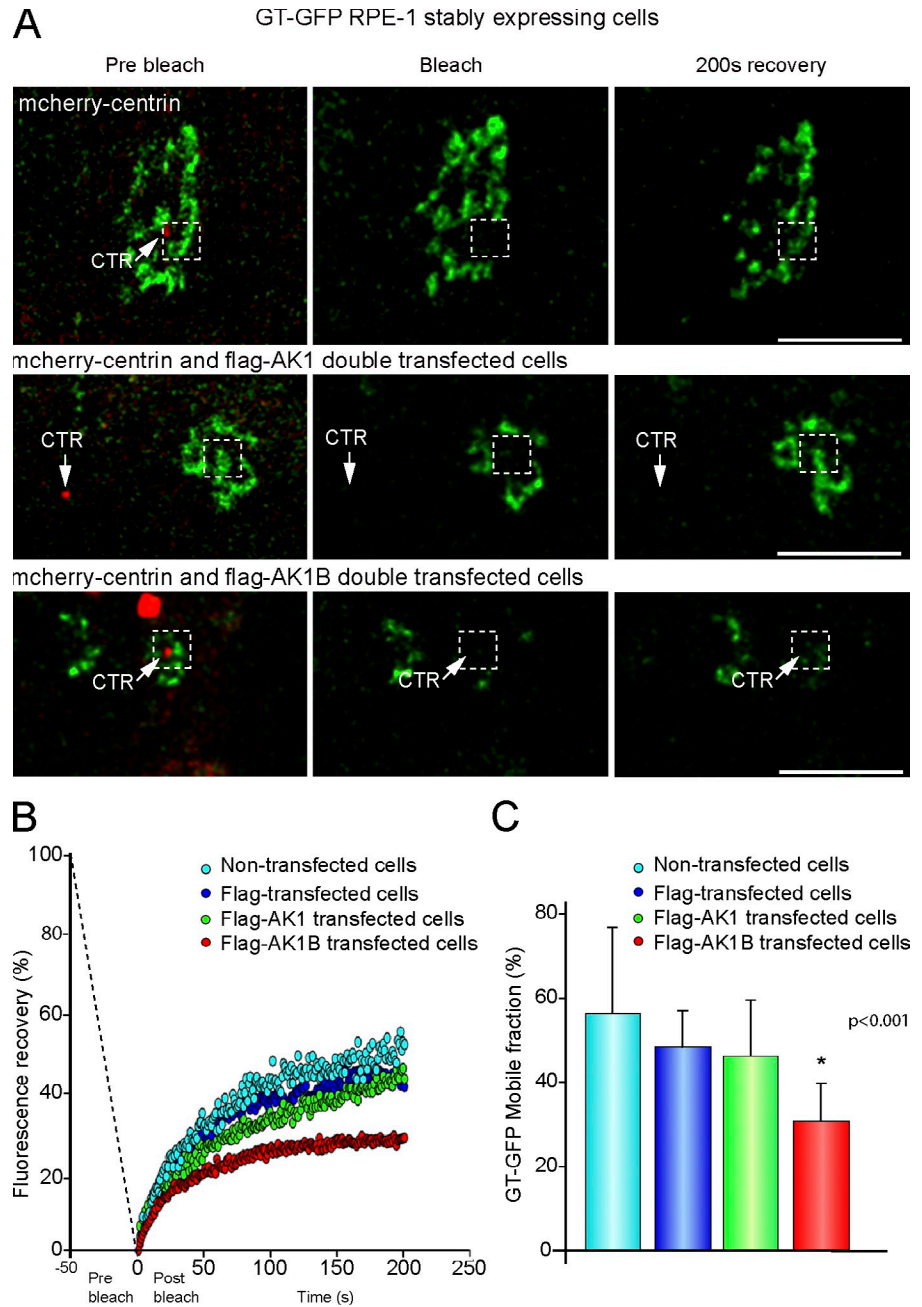 A
GT-GFP RPE-1 stably expressing cells
Pre bleach
Bleach
200s recovery
mcherry-centrin
CTR
mcherry-centrin and flag-AK1 double transfected cells
CTR
CTR
CTR
mcherry-centrin and flag-AK1B double transfected cells
CTR
CTR
CTR
B
Fluorescence recovery (%)
100
80
60
40
20
0
-50
0
50
100
150
200
250
Pre
bleach
Post
bleach
Time (s)
Non-transfected cells
Flag-transfected cells
Flag-AK1 transfected cells
Flag-AK1B transfected cells
C
GT-GFP Mobile fraction (%)
80
60
40
20
0
Non-transfected cells
Flag-transfected cells
Flag-AK1 transfected cells
Flag-AK1B transfected cells
p<0.001
*